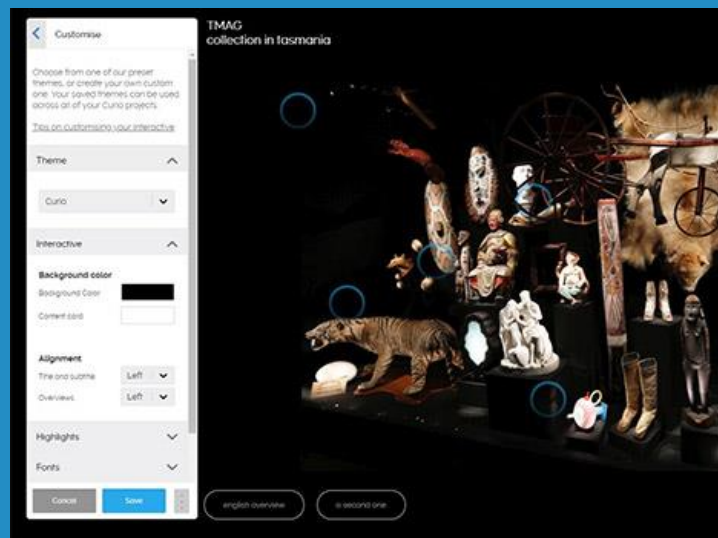 Customise
Choose from one of our preset
themes, or create your own custom
one. Your saved themes can be used
across all of your Curio projects.
Tips on customising your interactive
Theme
Curio
Interactive
Background color
Background Color
Content card
Alignment
Title and subtitle
Left
Overviews
Left
Highlights
Fonts
Cancel
Save
TMAG
collection in tasmania
english overview
a second one